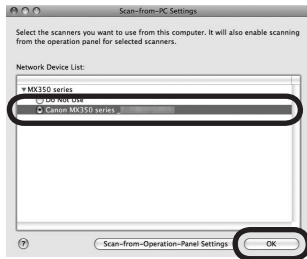 Scan-from-PC Settings
Select the scanners you want to use from this computer. It will also enable scanning
from the operation panel for selected scanners.
Network Device List:
MX350 series
Do Not Use
Canon MX350 series _
? Scan-from-Operation-Panel Settings OK